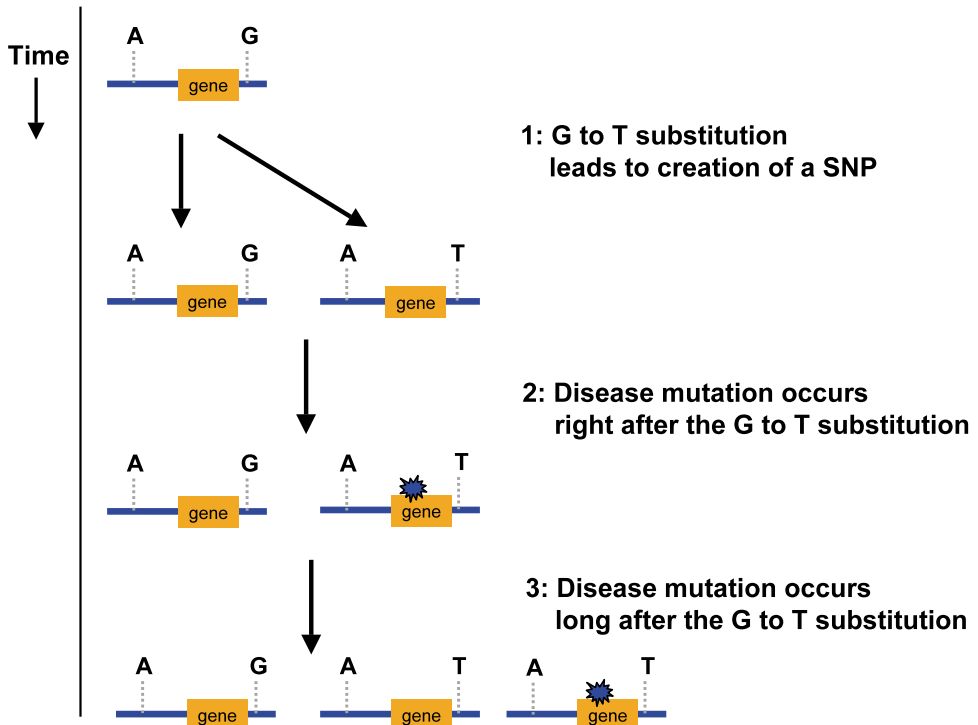 A G
Time
gene
1: G to T substitution
leads to creation of a SNP
A G A T
gene gene
2: Disease mutation occurs
right after the G to T substitution
A G A T
gene gene
3: Disease mutation occurs
long after the G to T substitution
A G A T A T
gene gene gene